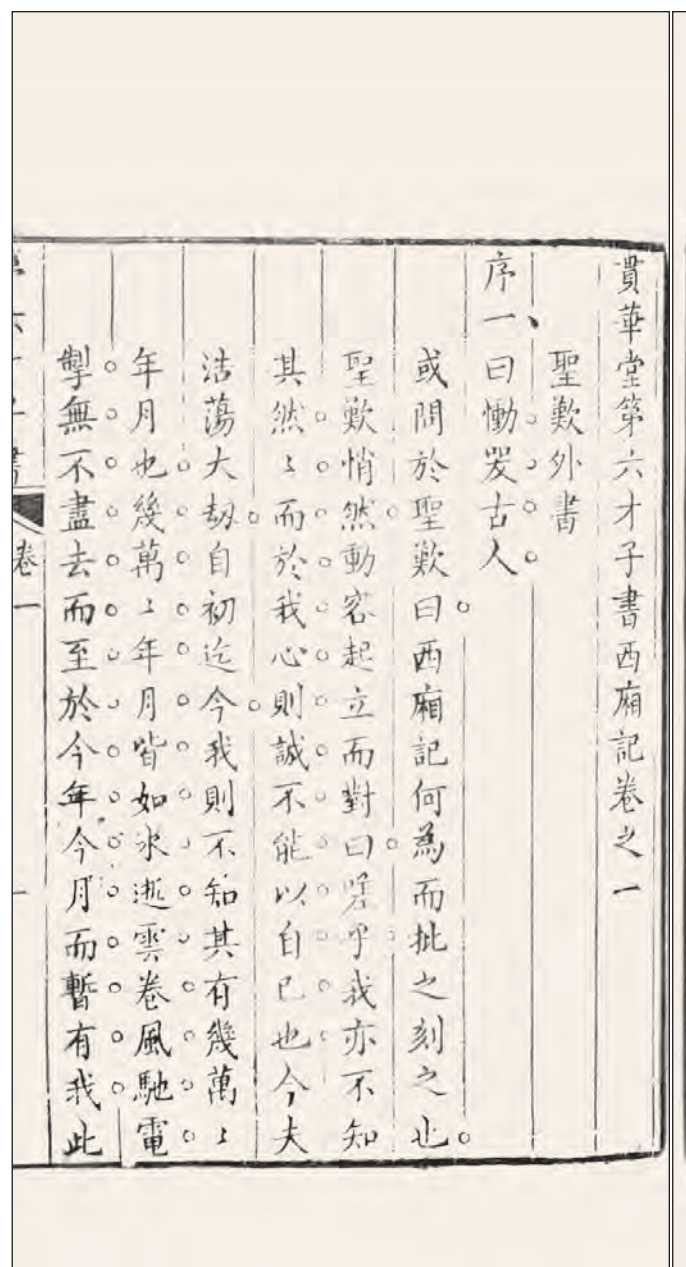 貫華堂第六才子書西廂記卷之一
聖歎外書
序一曰慟哭古人
或問於聖歎曰西廂記何為而批之刻之也
聖歎悄然動容起立而對曰嗟乎我亦不知
其然〻而於我心則誠不能以自已也今夫
浩蕩大劫自初迄今我則不知其有幾萬〻
年月也幾萬〻年月皆如水逝雲卷風馳電
掣無不盡去而至於今年今月而暫有我此
卷一